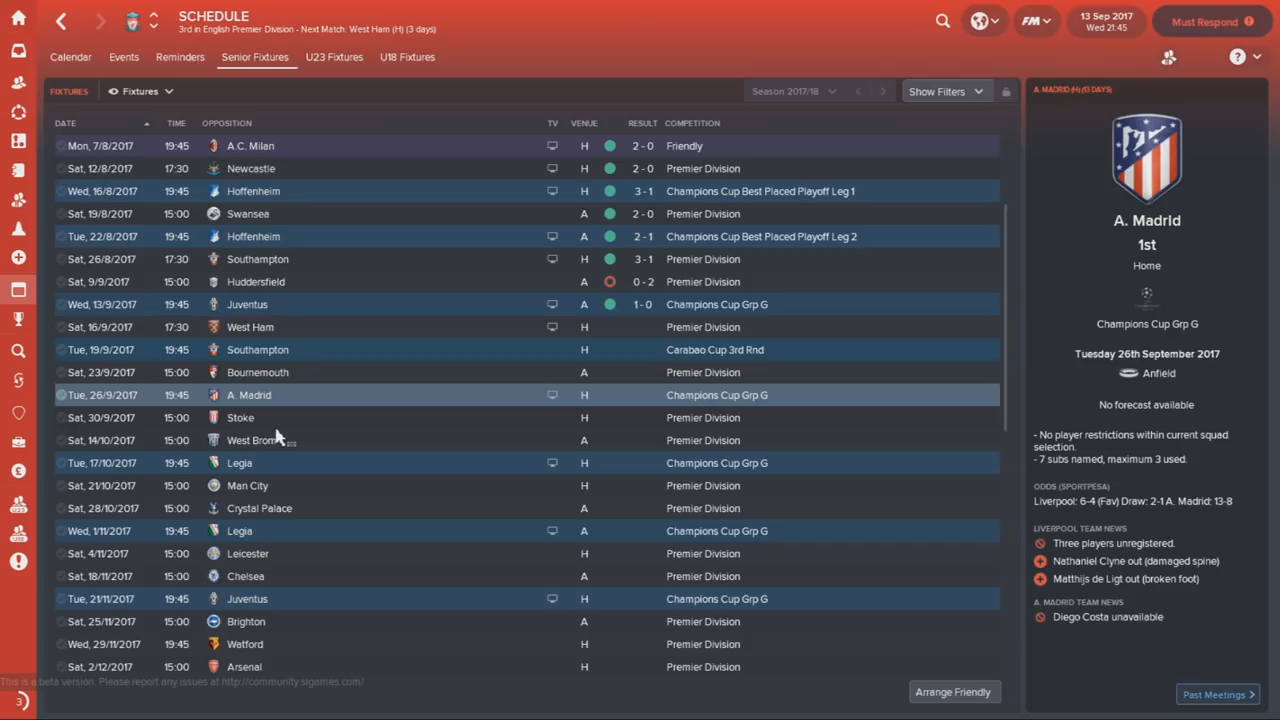 SCHEDULE
3rd in English Premier Division - Next Match: West Ham (H) (3 days)
FM
13 Sep 2017
Wed 21:45
Must Respond
Calendar Events Reminders Senior Fixtures U23 Fixtures U18 Fixtures
FIXTURES Fixtures Season 2017/18 Show Filters
DATE TIME OPPOSITION TV VENUE RESULT COMPETITION
Mon, 7/8/2017 19:45 A.C. Milan H 2 - 0 Friendly
Sat, 12/8/2017 17:30 Newcastle H 2 - 0 Premier Division
Wed, 16/8/2017 19:45 Hoffenheim H 3 - 1 Champions Cup Best Placed Playoff Leg 1
Sat, 19/8/2017 15:00 Swansea A 2 - 0 Premier Division
Tue, 22/8/2017 19:45 Hoffenheim A 2 - 1 Champions Cup Best Placed Playoff Leg 2
Sat, 26/8/2017 17:30 Southampton H 3 - 1 Premier Division
Sat, 9/9/2017 15:00 Huddersfield A 0 - 2 Premier Division
Wed, 13/9/2017 19:45 Juventus A 1 - 0 Champions Cup Grp G
Sat, 16/9/2017 17:30 West Ham H Premier Division
Tue, 19/9/2017 19:45 Southampton H Carabao Cup 3rd Rnd
Sat, 23/9/2017 15:00 Bournemouth A Premier Division
Tue, 26/9/2017 19:45 A. Madrid H Champions Cup Grp G
Sat, 30/9/2017 15:00 Stoke H Premier Division
Sat, 14/10/2017 15:00 West Brom A Premier Division
Tue, 17/10/2017 19:45 Legia H Champions Cup Grp G
Sat, 21/10/2017 15:00 Man City H Premier Division
Sat, 28/10/2017 15:00 Crystal Palace A Premier Division
Wed, 1/11/2017 19:45 Legia A Champions Cup Grp G
Sat, 4/11/2017 15:00 Leicester H Premier Division
Sat, 18/11/2017 15:00 Chelsea A Premier Division
Tue, 21/11/2017 19:45 Juventus H Champions Cup Grp G
Sat, 25/11/2017 15:00 Brighton A Premier Division
Wed, 29/11/2017 19:45 Watford H Premier Division
Sat, 2/12/2017 15:00 Arsenal H Premier Division
This is a beta version. Please report any issues at http://community.sigames.com/
Arrange Friendly
3
U23
U18
A. MADRID (H) (13 DAYS)
A. Madrid
1st
Home
Champions Cup Grp G
Tuesday 26th September 2017
Anfield
No forecast available
- No player restrictions within current squad
selection.
- 7 subs named, maximum 3 used.
ODDS (SPORTPESA)
Liverpool: 6-4 (Fav) Draw: 2-1 A. Madrid: 13-8
LIVERPOOL TEAM NEWS
Three players unregistered.
Nathaniel Clyne out (damaged spine)
Matthijs de Ligt out (broken foot)
A. MADRID TEAM NEWS
Diego Costa unavailable
Past Meetings